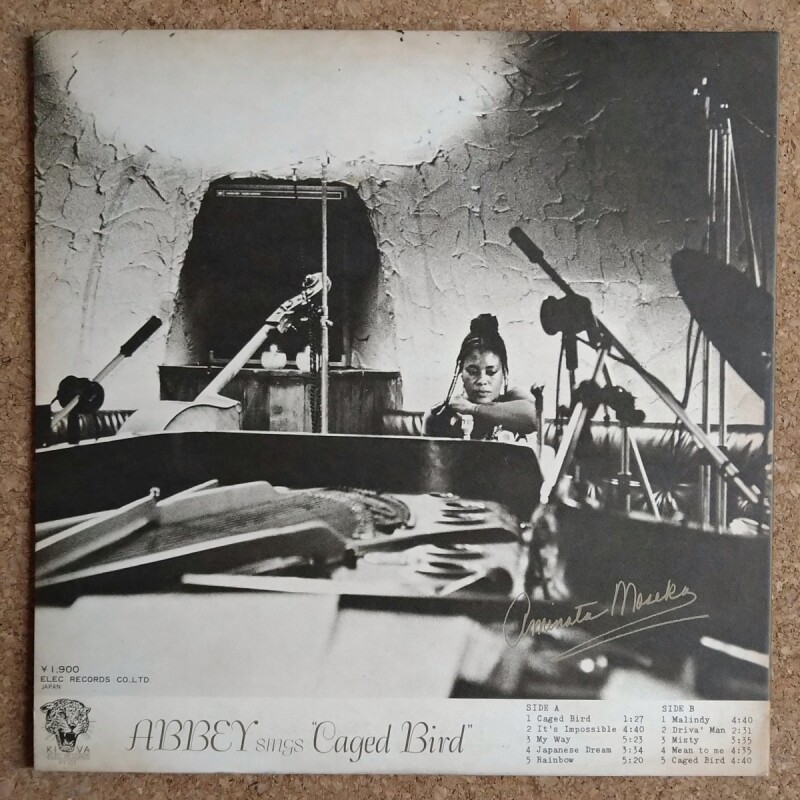 Aminata Moseka
¥1,900
ELEC RECORDS CO.,LTD
JAPAN
ABBEY sings "Caged Bird"
SIDE A
1 Caged Bird 1:27
2 It's Impossible 4:40
3 My Way 5:23
4 Japanese Dream 3:34
5 Rainbow 5:20
SIDE B
1 Malindy 4:40
2 Driva' Man 2:31
3 Misty 3:35
4 Mean to me 4:35
5 Caged Bird 4:40